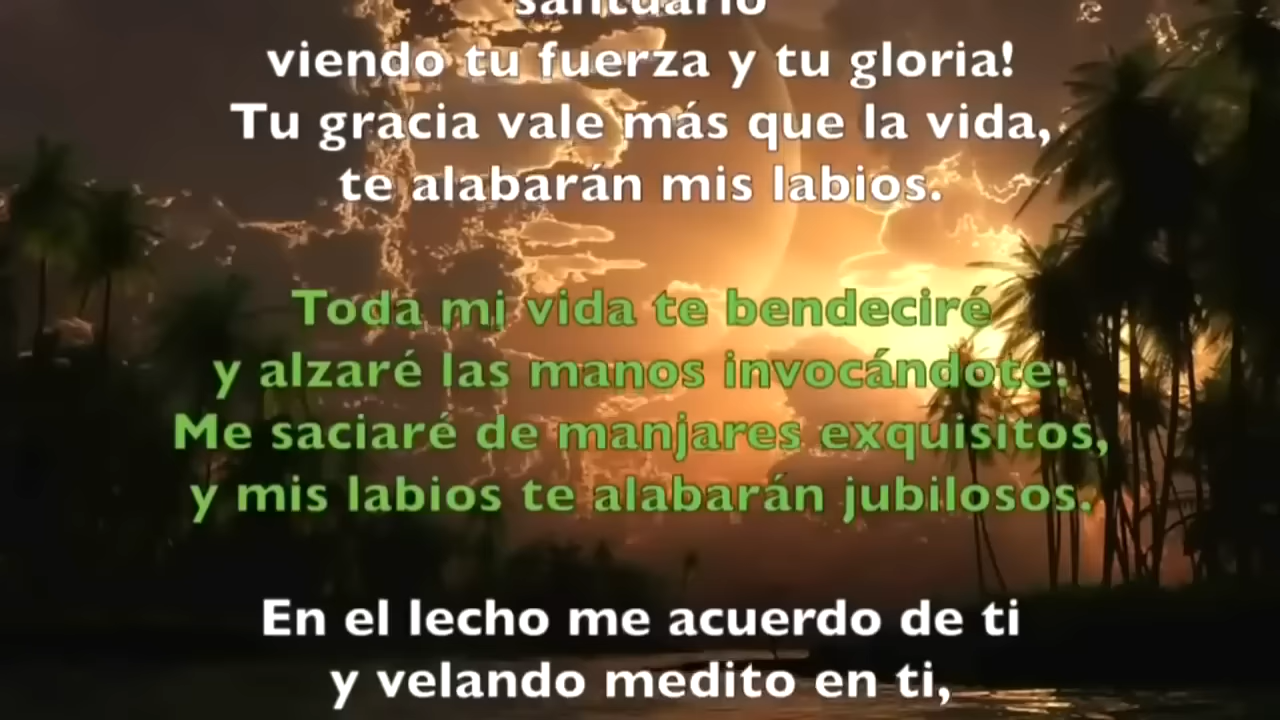 santuario
viendo tu fuerza y tu gloria!
Tu gracia vale más que la vida,
te alabarán mis labios.
Toda mi vida te bendeciré
y alzaré las manos invocándote.
Me saciaré de manjares exquisitos,
y mis labios te alabarán jubilosos.
En el lecho me acuerdo de ti
y velando medito en ti,